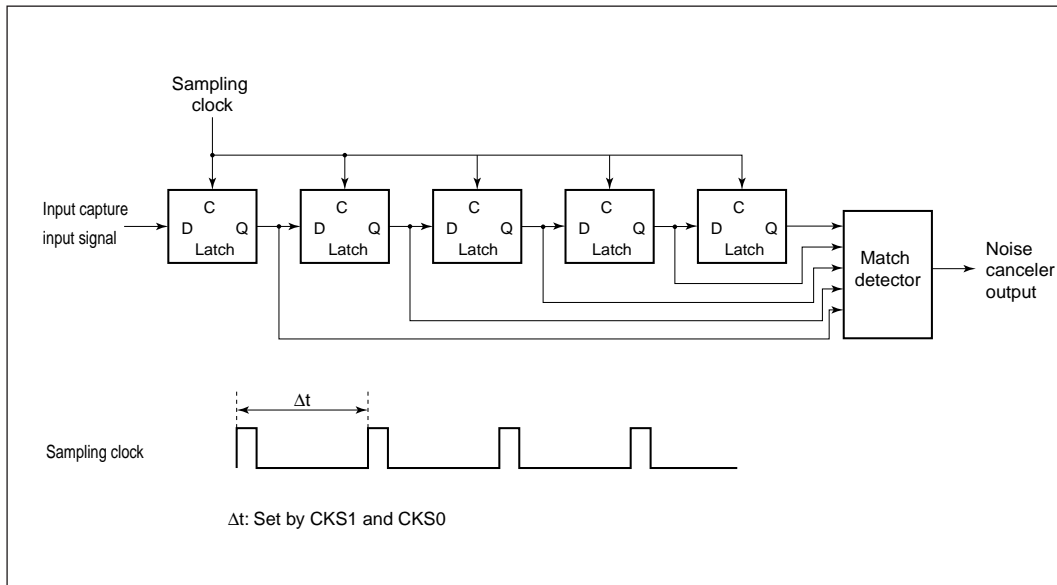 Sampling
clock
Input capture
input signal
C
D Q
Latch
C
D Q
Latch
C
D Q
Latch
C
D Q
Latch
C
D Q
Latch
Match
detector
Noise
canceler
output
Δt
Sampling clock
Δt: Set by CKS1 and CKS0